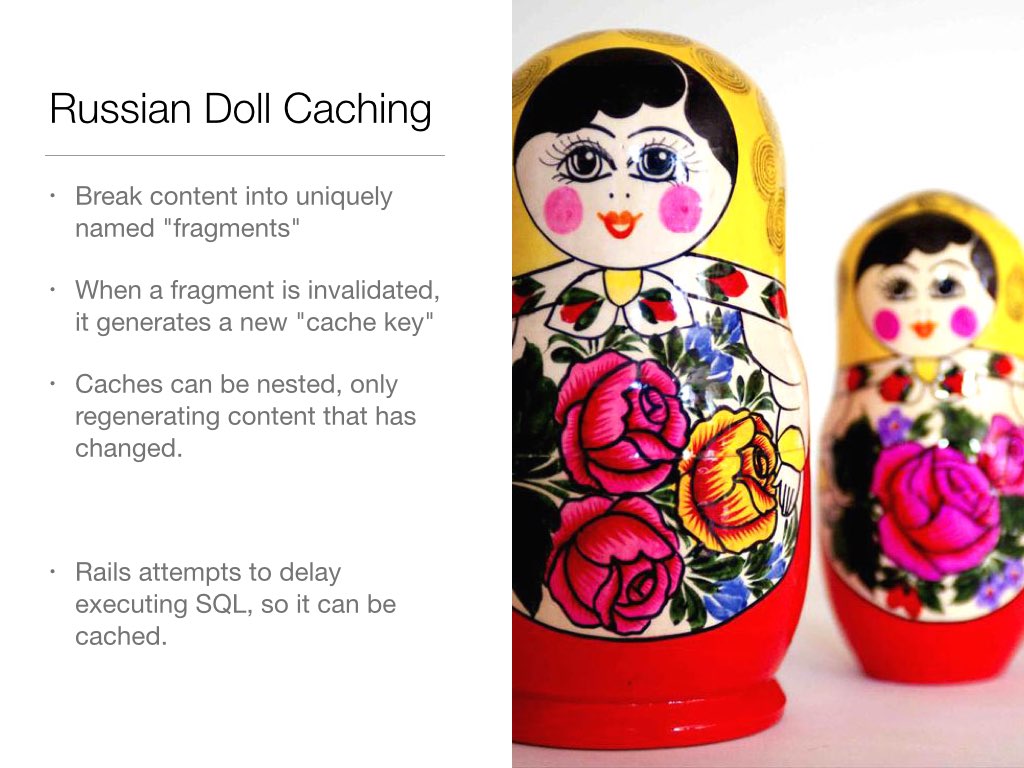 Russian Doll Caching
• Break content into uniquely
named "fragments"
• When a fragment is invalidated,
it generates a new "cache key"
• Caches can be nested, only
regenerating content that has
changed.
• Rails attempts to delay
executing SQL, so it can be
cached.